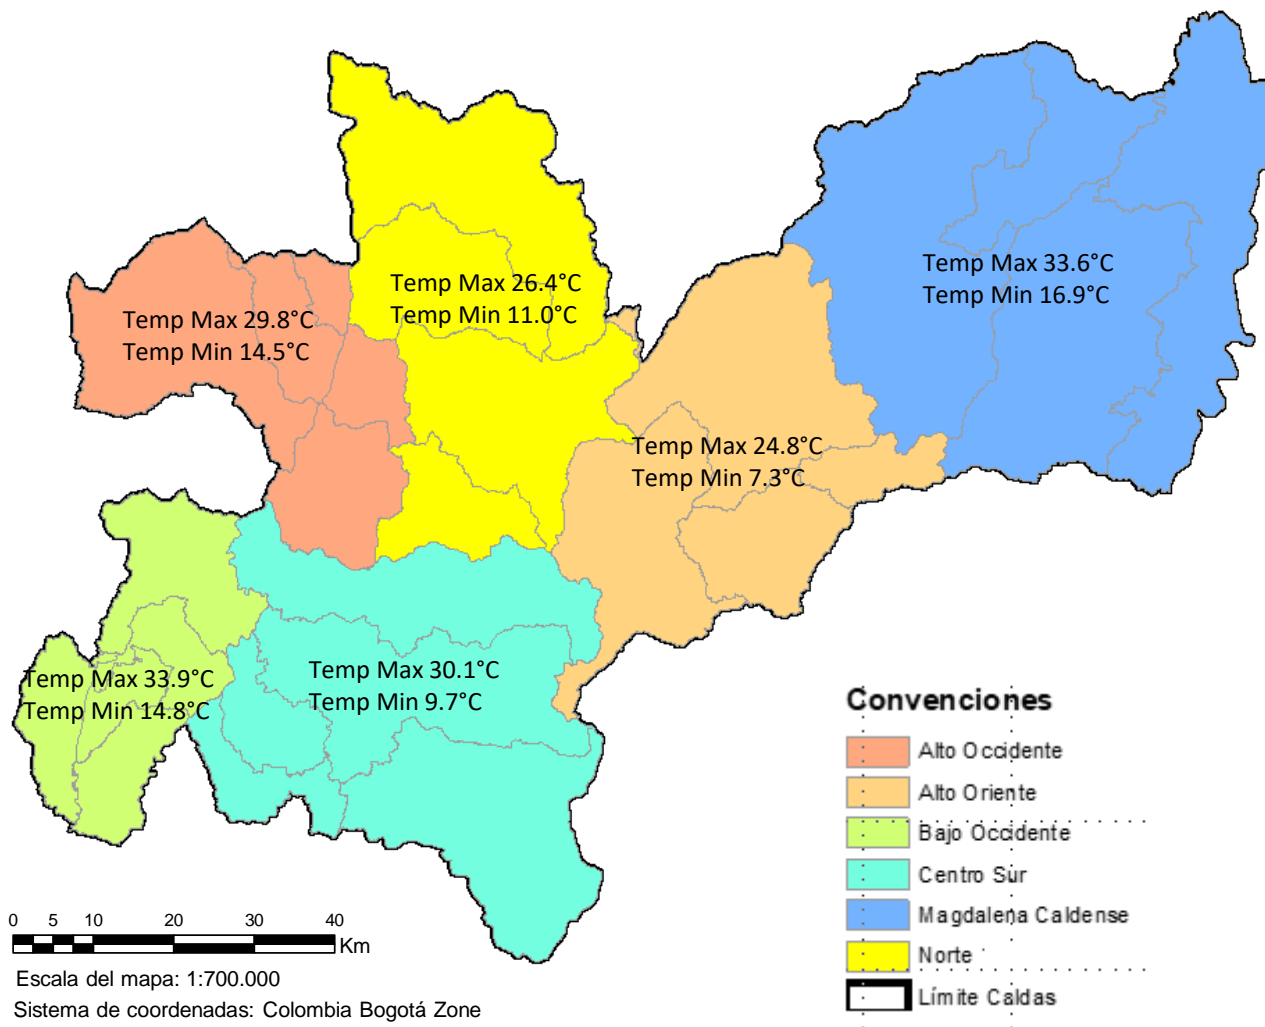 Temp Max 33.6°C
Temp Min 16.9°C
Temp Max 26.4°C
Temp Min 11.0°C
Temp Max 29.8°C
Temp Min 14.5°C
Temp Max 24.8°C
Temp Min 7.3°C
Temp Max 30.1°C
Temp Min 9.7°C
Temp Max 33.9°C
Temp Min 14.8°C
Convenciones
Alto Occidente
Alto Oriente
Bajo Occidente
Centro Sur
Magdalena Caldense
Norte
Límite Caldas
0 5 10 20 30 40
Km
Escala del mapa: 1:700.000
Sistema de coordenadas: Colombia Bogotá Zone